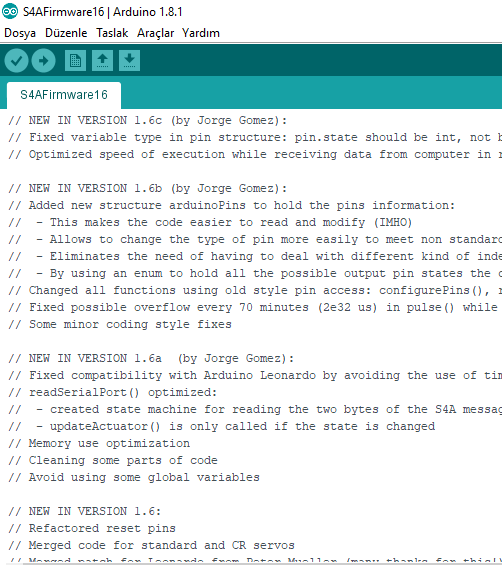 S4AFirmware16 | Arduino 1.8.1
Dosya Düzenle Taslak Araçlar Yardım
S4AFirmware16
// NEW IN VERSION 1.6c (by Jorge Gomez):
// Fixed variable type in pin structure: pin.state should be int, not
// Optimized speed of execution while receiving data from computer in
// NEW IN VERSION 1.6b (by Jorge Gomez):
// Added new structure arduinoPins to hold the pins information:
// - This makes the code easier to read and modify (IMHO)
// - Allows to change the type of pin more easily to meet non
// - Eliminates the need of having to deal with different kind of
// - By using an enum to hold all the possible output pin states the
// Changed all functions using old style pin access: configurePins(),
// Fixed possible overflow every 70 minutes (2e32 us) in pulse() while
// Some minor coding style fixes
// NEW IN VERSION 1.6a (by Jorge Gomez):
// Fixed compatibility with Arduino Leonardo by avoiding the use of
// readSerialPort() optimized:
// - created state machine for reading the two bytes of the S4A
// - updateActuator() is only called if the state is changed
// Memory use optimization
// Cleaning some parts of code
// Avoid using some global variables
// NEW IN VERSION 1.6:
// Refactored reset pins
// Merged code for standard and CR servos
// Merged patch for Leonardo from Peter Mueller (many thanks for this!)